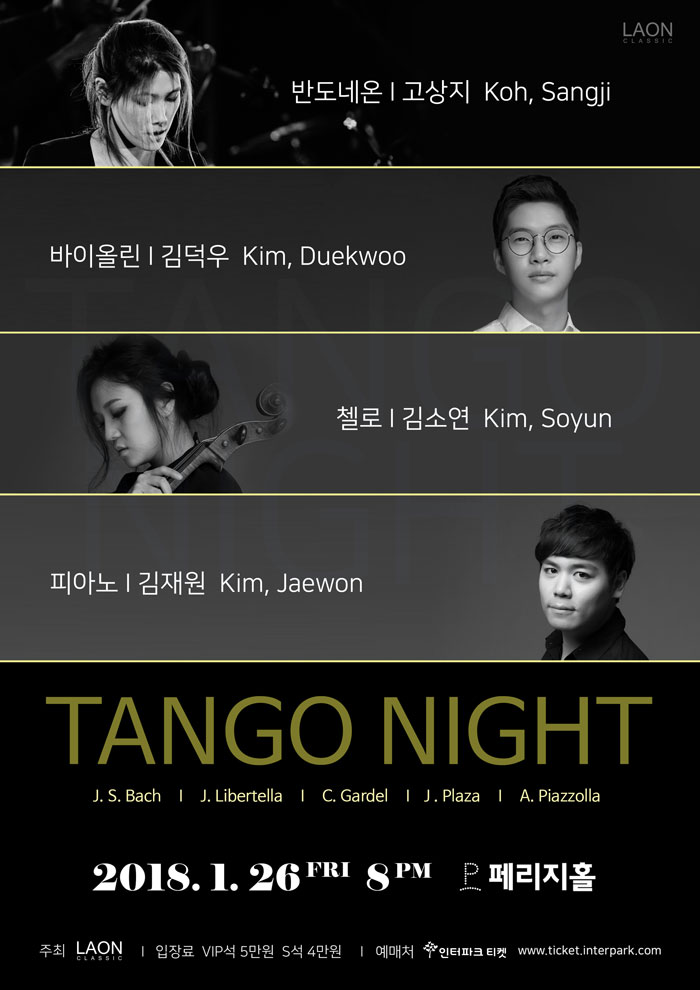 LAON
CLASSIC
반도네온 I 고상지 Koh, Sangji
바이올린 I 김덕우 Kim, Duekwoo
첼로 I 김소연 Kim, Soyun
피아노 I 김재원 Kim, Jaewon
TANGO
NIGHT
TANGO NIGHT
J. S. Bach I J. Libertella I C. Gardel I J . Plaza I A. Piazzolla
2018. 1. 26 FRI 8 PM 페리지홀
주최 LAON CLASSIC I 입장료 VIP석 5만원 S석 4만원 I 예매처 인터파크 티켓 www.ticket.interpark.com